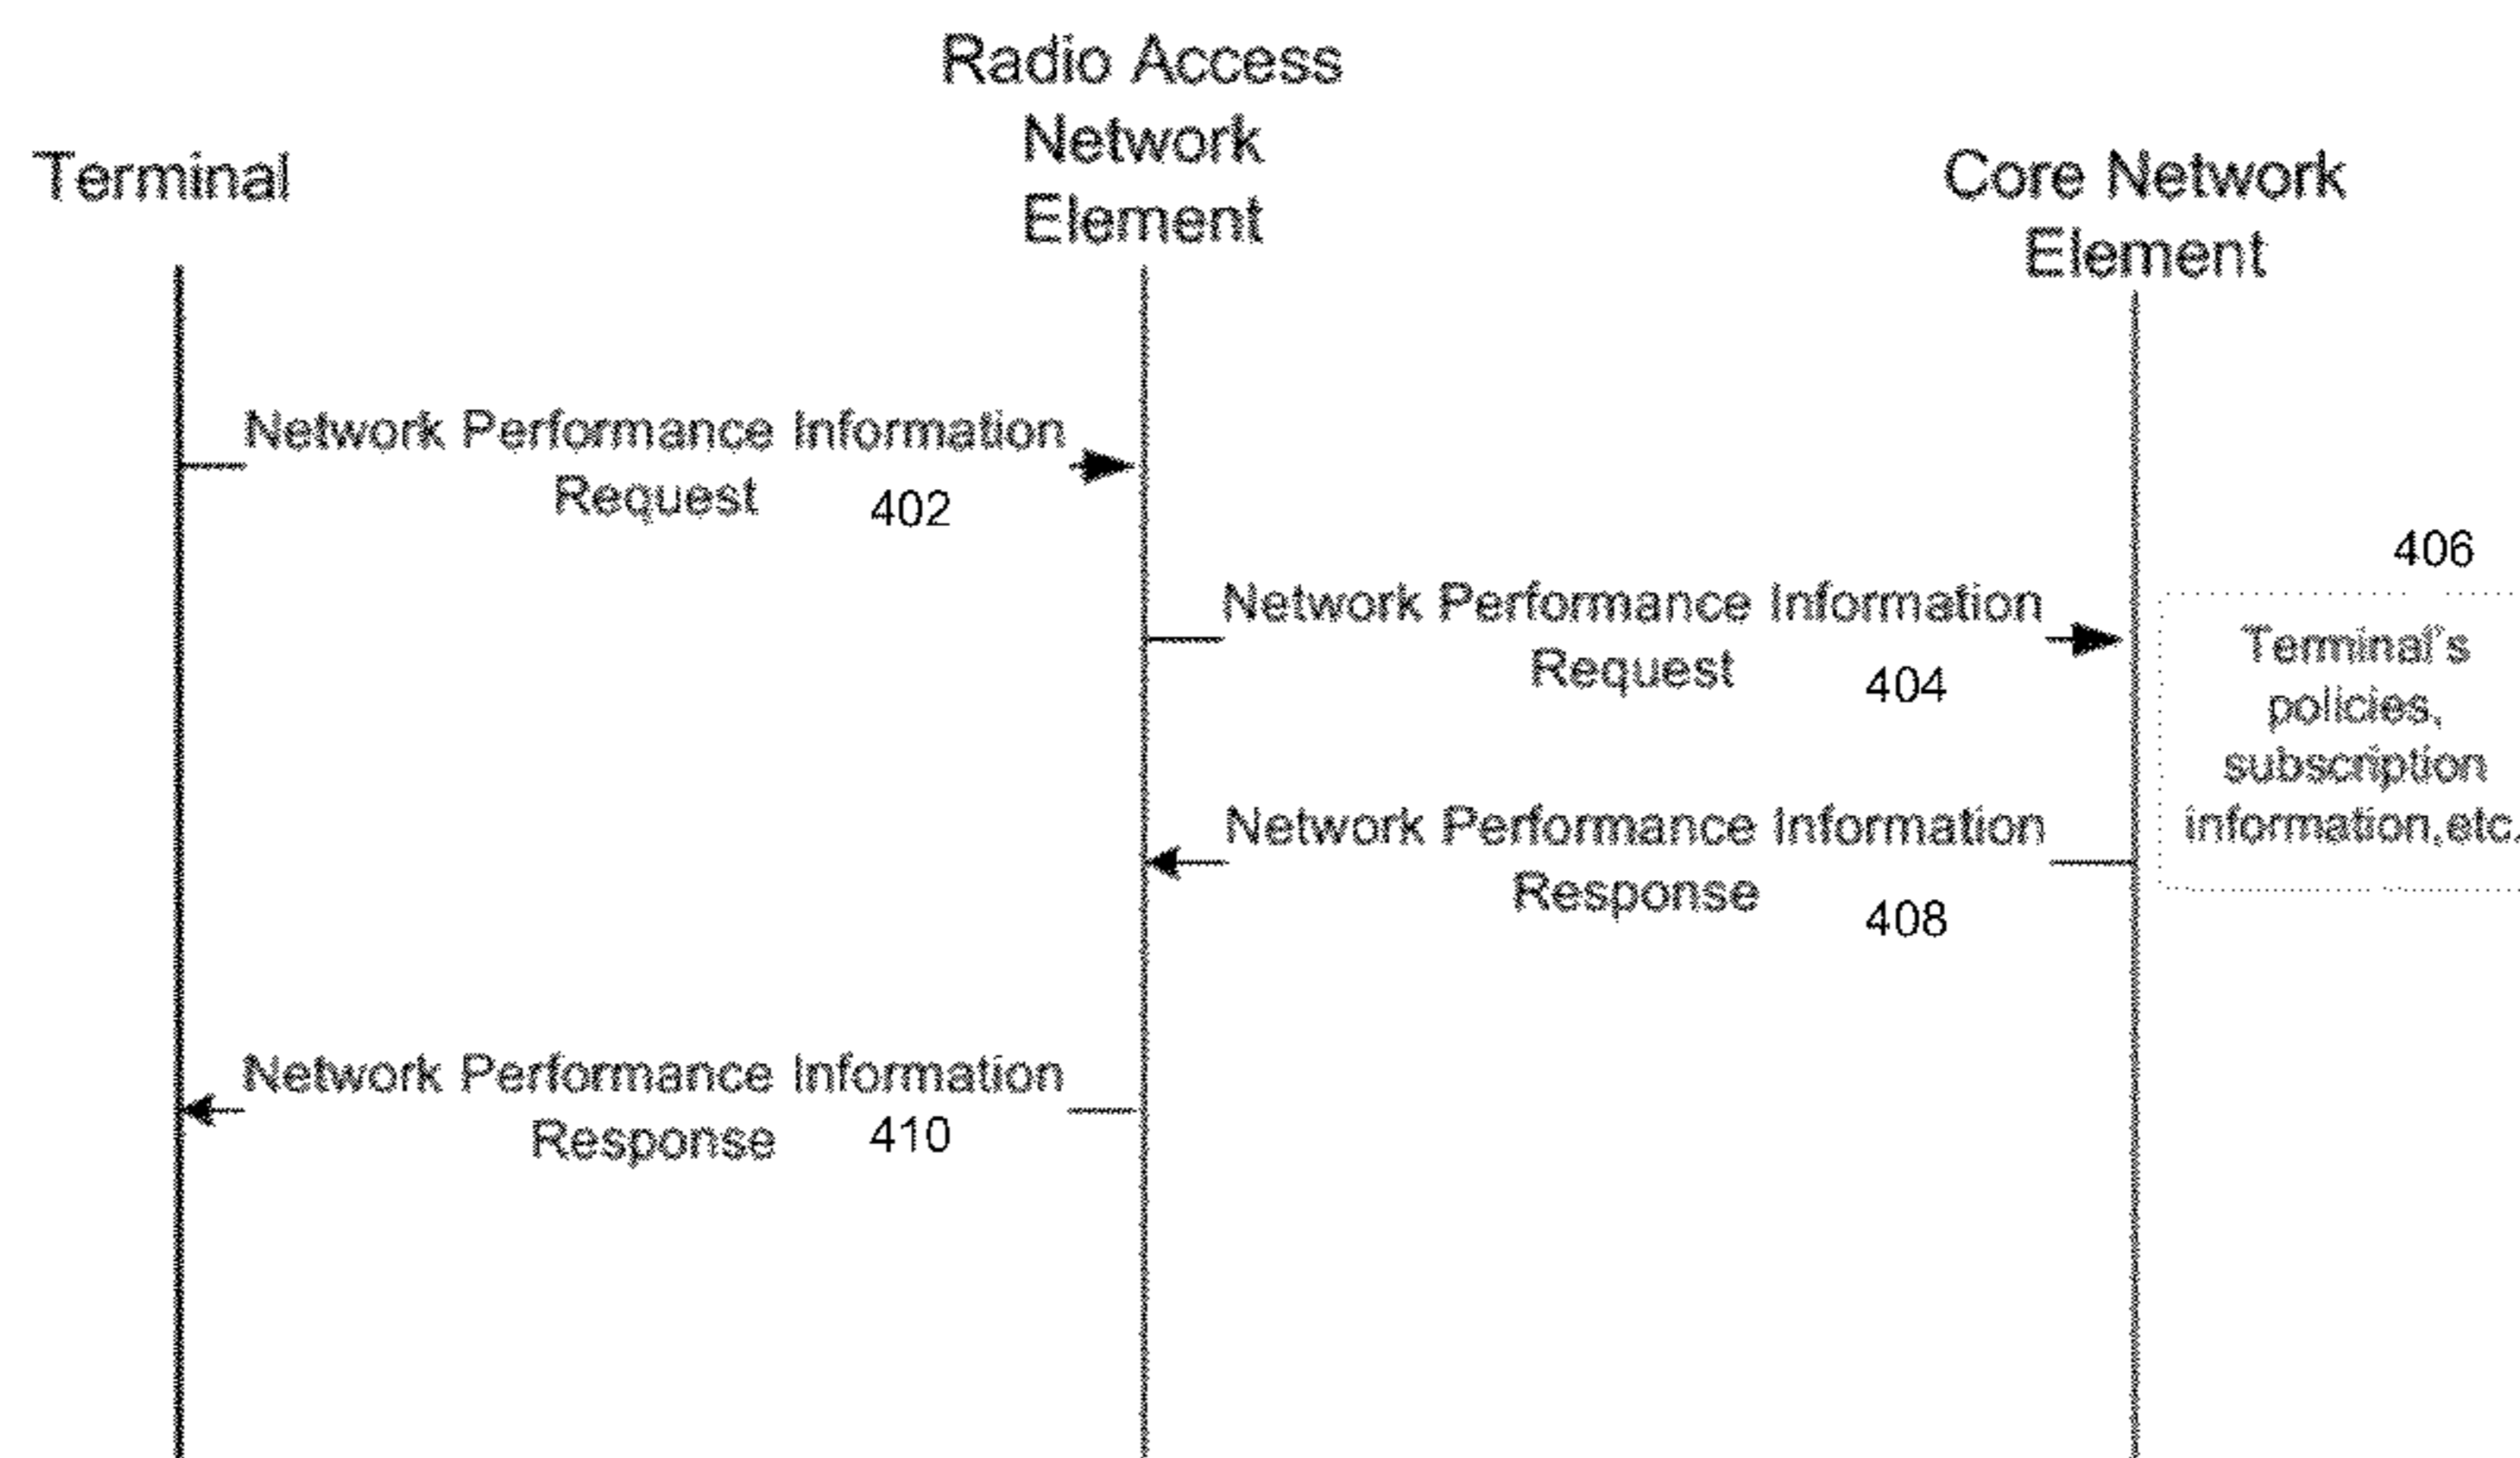 Terminal
Radio Access
Network
Element
Core Network
Element
Network Performance Information
Request
402
Network Performance Information
Request
404
406
Terminal's
policies,
subscription
information,etc.
Network Performance Information
Response
408
Network Performance Information
Response
410